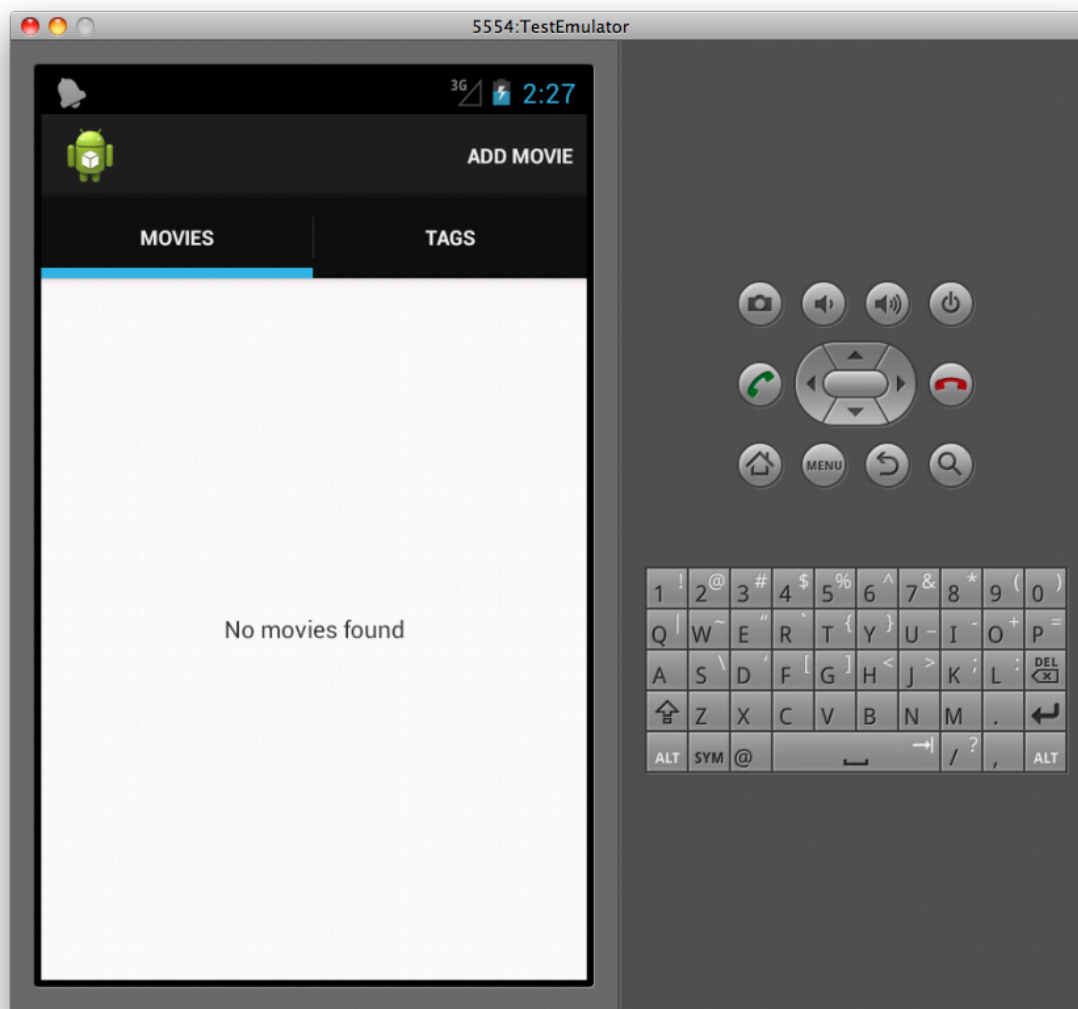 5554:TestEmulator
3G 2:27
ADD MOVIE
MOVIES TAGS
No movies found
MENU
1 ! 2 @ 3 # 4 $ 5 % 6 ^ 7 & 8 * 9 ( 0 )
Q | W ~ E " R ` T { Y } U _ I - O + P =
A S \ D ' F [ G ] H < J > K ; L : DEL
Z X C V B N M .
ALT SYM @ / ? , ALT